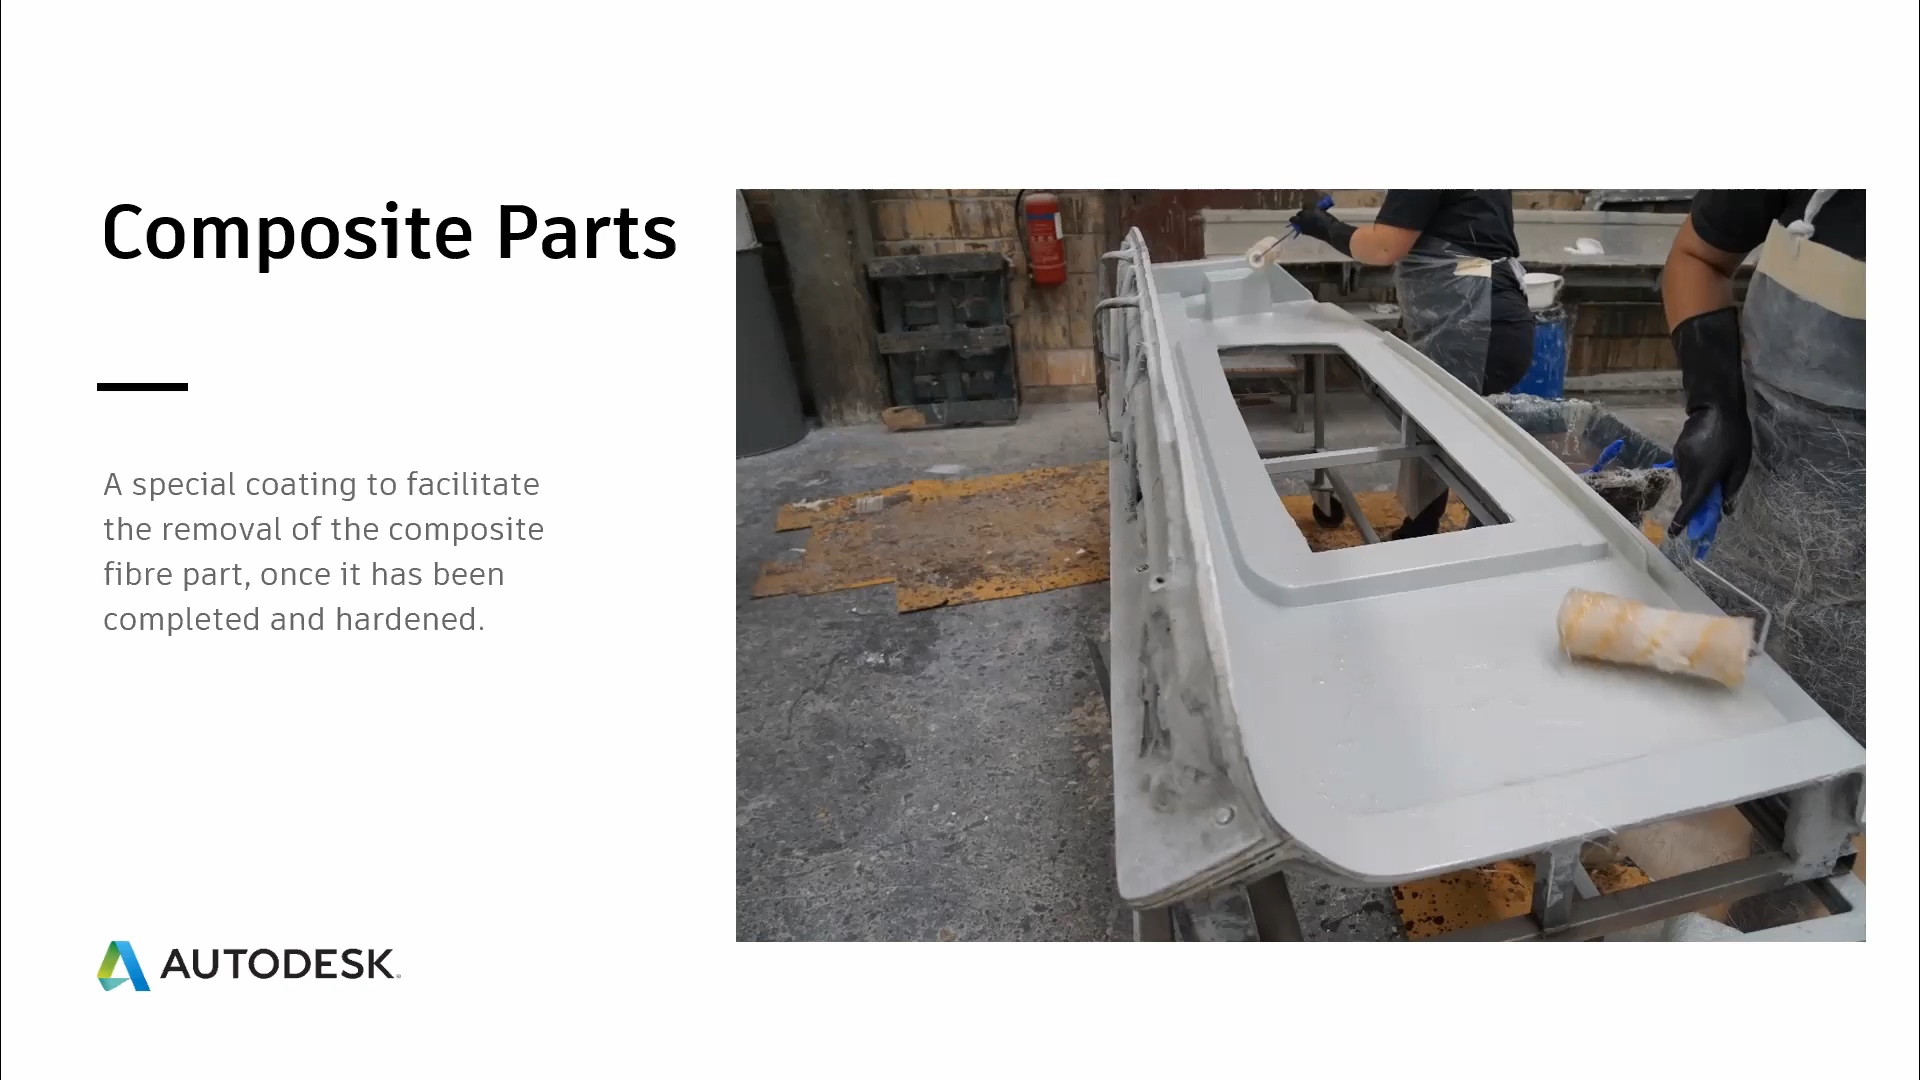 Composite Parts
A special coating to facilitate
the removal of the composite
fibre part, once it has been
completed and hardened.
AUTODESK.